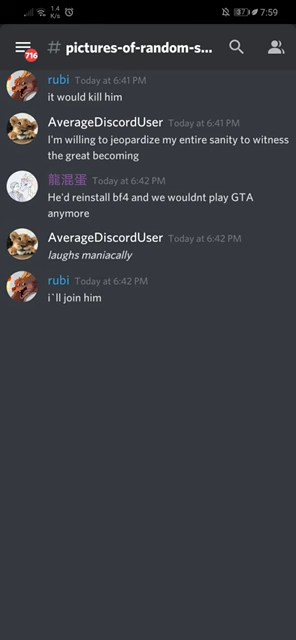 1.4
K/s
37
7:59
716
# pictures-of-random-s...
rubi Today at 6:41 PM
it would kill him
AverageDiscordUser Today at 6:41 PM
I'm willing to jeopardize my entire sanity to witness
the great becoming
龍混蛋 Today at 6:42 PM
He'd reinstall bf4 and we wouldnt play GTA
anymore
AverageDiscordUser Today at 6:42 PM
laughs maniacally
rubi Today at 6:42 PM
i`ll join him